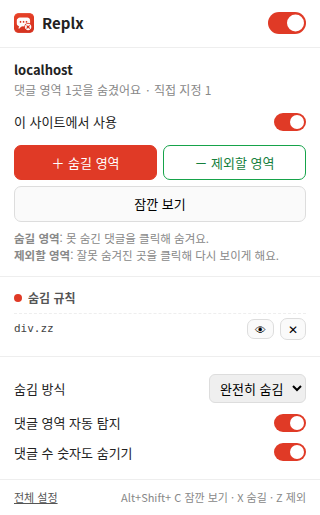 Replx
localhost
댓글 영역 1곳을 숨겼어요 · 직접 지정 1
이 사이트에서 사용
+ 숨길 영역
− 제외할 영역
잠깐 보기
숨길 영역: 못 숨긴 댓글을 클릭해 숨겨요.
제외할 영역: 잘못 숨겨진 곳을 클릭해 다시 보이게 해요.
숨김 규칙
div.zz
숨김 방식
완전히 숨김
댓글 영역 자동 탐지
댓글 수 숫자도 숨기기
전체 설정
Alt+Shift+ C 잠깐 보기 · X 숨길 · Z 제외